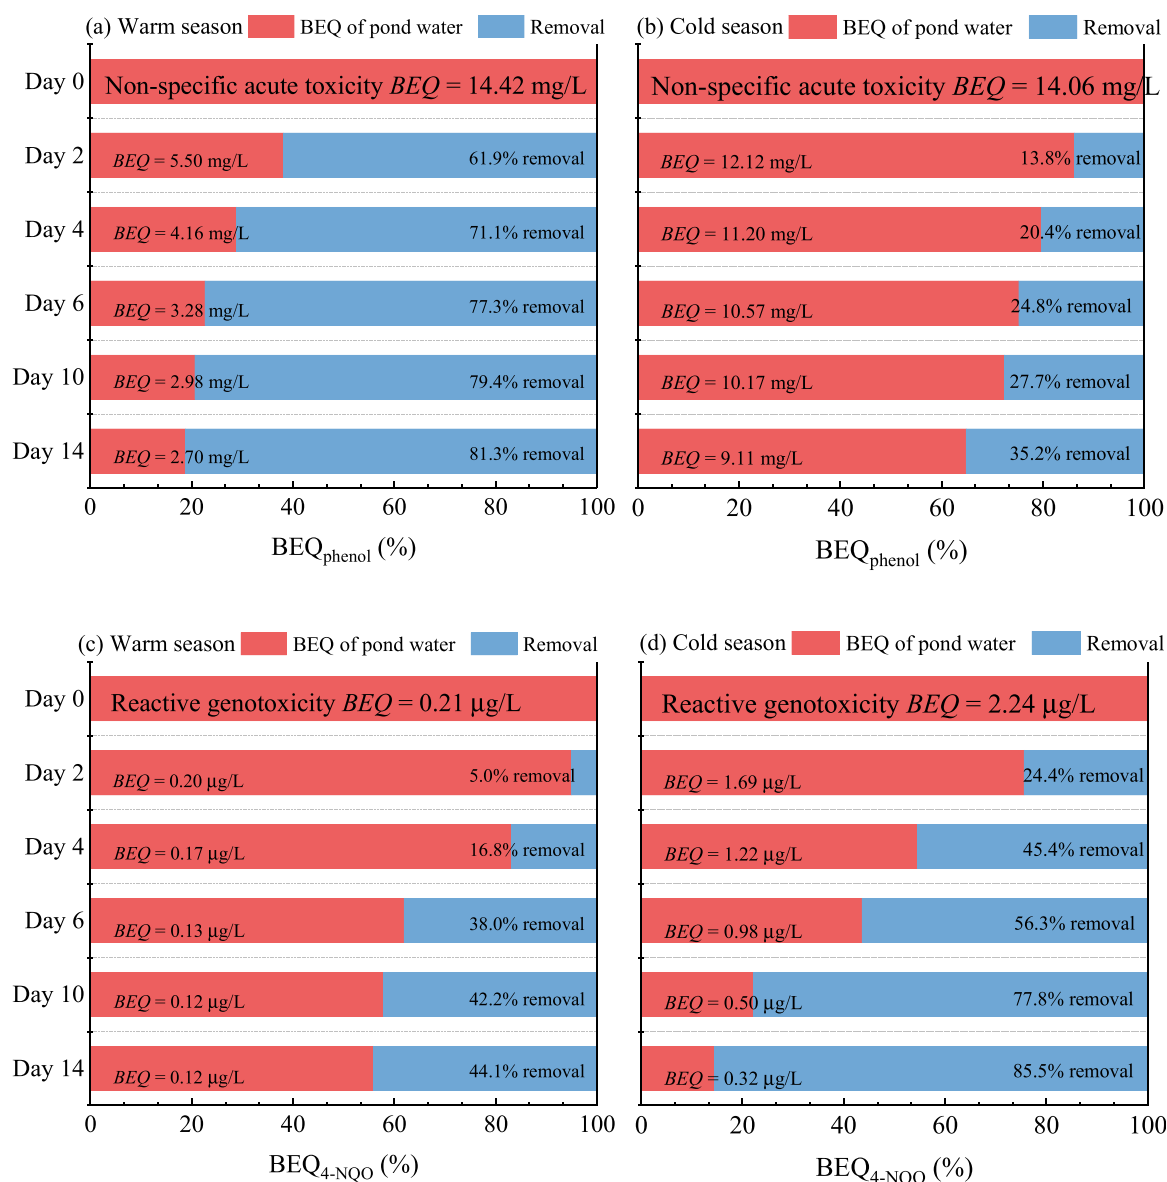 (a) Warm season BEQ of pond water Removal
Day 0 Non-specific acute toxicity BEQ = 14.42 mg/L
Day 2 BEQ = 5.50 mg/L 61.9% removal
Day 4 BEQ = 4.16 mg/L 71.1% removal
Day 6 BEQ = 3.28 mg/L 77.3% removal
Day 10 BEQ = 2.98 mg/L 79.4% removal
Day 14 BEQ = 2.70 mg/L 81.3% removal
0 20 40 60 80 100
BEQphenol (%)
(b) Cold season BEQ of pond water Removal
Non-specific acute toxicity BEQ = 14.06 mg/L
BEQ = 12.12 mg/L 13.8% removal
BEQ = 11.20 mg/L 20.4% removal
BEQ = 10.57 mg/L 24.8% removal
BEQ = 10.17 mg/L 27.7% removal
BEQ = 9.11 mg/L 35.2% removal
0 20 40 60 80 100
BEQphenol (%)
(c) Warm season BEQ of pond water Removal
Day 0 Reactive genotoxicity BEQ = 0.21 µg/L
Day 2 BEQ = 0.20 µg/L 5.0% removal
Day 4 BEQ = 0.17 µg/L 16.8% removal
Day 6 BEQ = 0.13 µg/L 38.0% removal
Day 10 BEQ = 0.12 µg/L 42.2% removal
Day 14 BEQ = 0.12 µg/L 44.1% removal
0 20 40 60 80 100
BEQ4-NQO (%)
(d) Cold season BEQ of pond water Removal
Reactive genotoxicity BEQ = 2.24 µg/L
BEQ = 1.69 µg/L 24.4% removal
BEQ = 1.22 µg/L 45.4% removal
BEQ = 0.98 µg/L 56.3% removal
BEQ = 0.50 µg/L 77.8% removal
BEQ = 0.32 µg/L 85.5% removal
0 20 40 60 80 100
BEQ4-NQO (%)